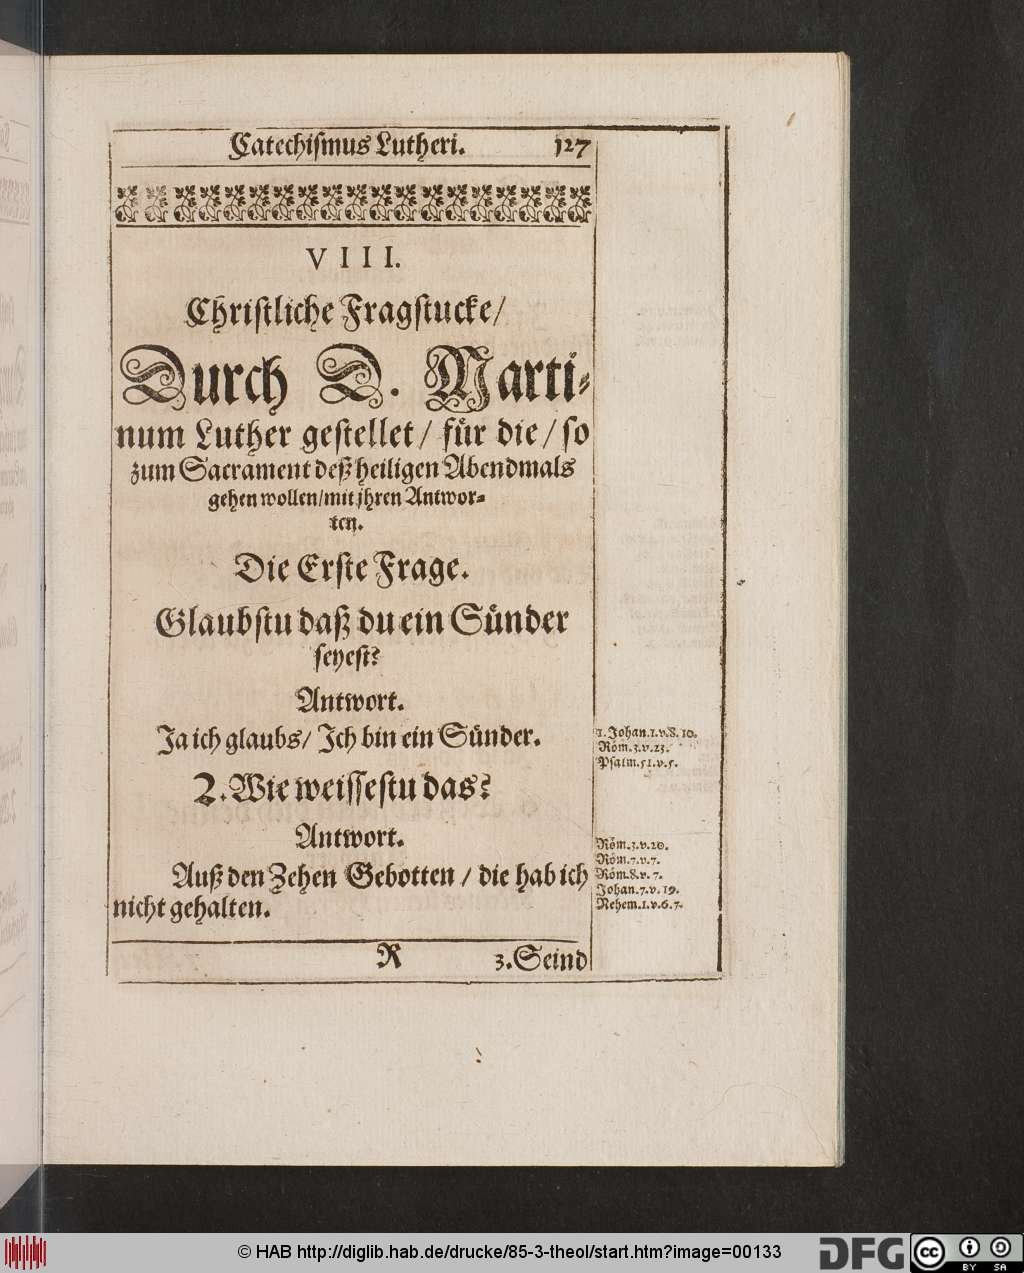 Catechismus Lutheri. 127
VIII.
Christliche Fragstucke/
Durch D. Marti-
num Luther gestellet/ für die/ so
zum Sacrament deß heiligen Abendmals
gehen wollen/mit jhren Antwor-
ten.
Die Erste Frage.
Glaubstu daß du ein Sünder
seyest?
Antwort.
Ja ich glaubs/ Ich bin ein Sünder.
1. Johan.1.v.8.10.
Röm.3.v.23.
Psalm.51.v.5.
2. Wie weissestu das?
Antwort.
Auß den Zehen Gebotten / die hab ich
nicht gehalten.
Röm.3.v.20.
Röm.7.v.7.
Röm.8.v.7.
Johan.7.v.19.
Nehem.1.v.6.7.
R 3.Seind
© HAB http://diglib.hab.de/drucke/85-3-theol/start.htm?image=00133
DFG
cc BY SA